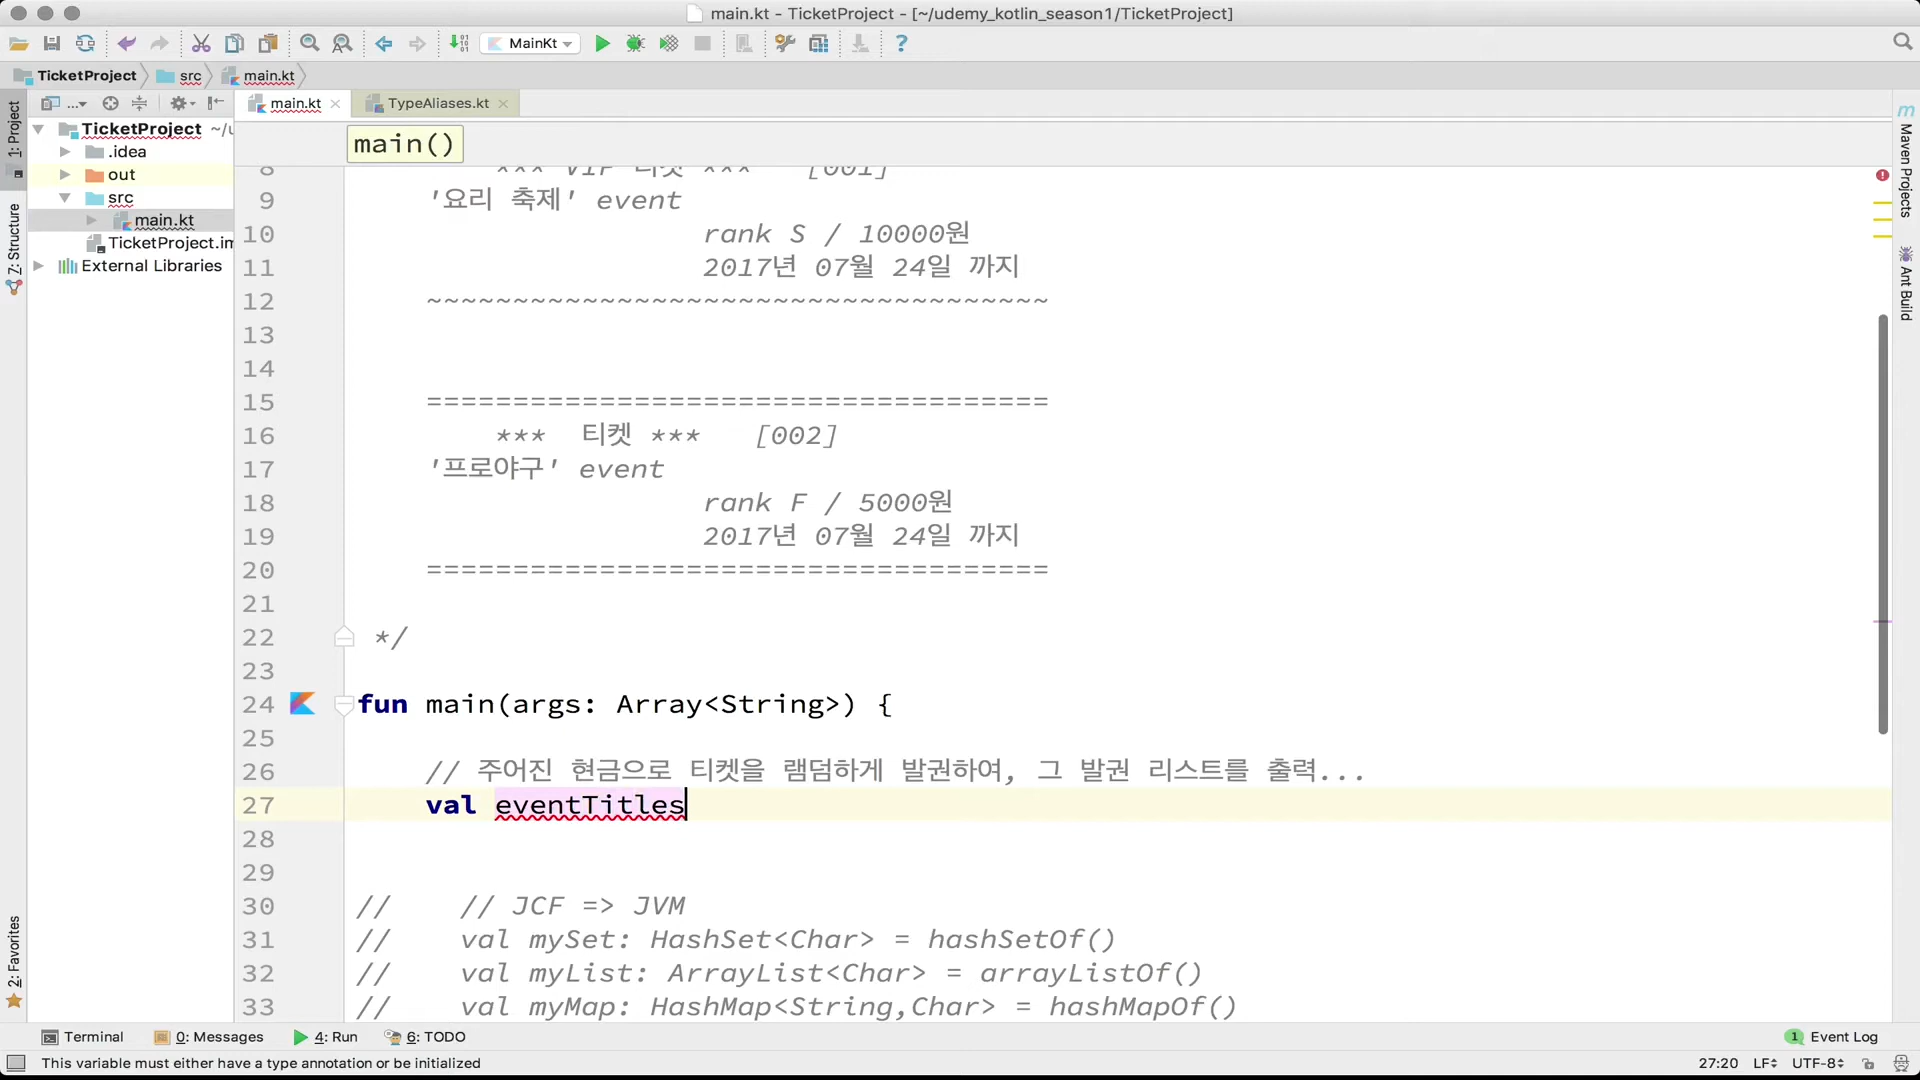 main.kt - TicketProject - [~/udemy_kotlin_season1/TicketProject]
MainKt
TicketProject src main.kt
main.kt TypeAliases.kt
1: Project
Z: Structure
2: Favorites
TicketProject
.idea
out
src
main.kt
TicketProject.im
External Libraries
Maven Projects
Ant Build
main()
8 *** VIP 티켓 *** [001]
9 '요리 축제' event
10 rank S / 10000원
11 2017년 07월 24일 까지
12 ~~~~~~~~~~~~~~~~~~~~~~~~~~~~~~~~~~~~
13
14
15 ====================================
16 *** 티켓 *** [002]
17 '프로야구' event
18 rank F / 5000원
19 2017년 07월 24일 까지
20 ====================================
21
22 */
23
24 fun main(args: Array<String>) {
25
26 // 주어진 현금으로 티켓을 램덤하게 발권하여, 그 발권 리스트를 출력...
27 val eventTitles
28
29
30 // // JCF => JVM
31 // val mySet: HashSet<Char> = hashSetOf()
32 // val myList: ArrayList<Char> = arrayListOf()
33 // val myMap: HashMap<String,Char> = hashMapOf()
Terminal 0: Messages 4: Run 6: TODO 1 Event Log
This variable must either have a type annotation or be initialized 27:20 LF UTF-8